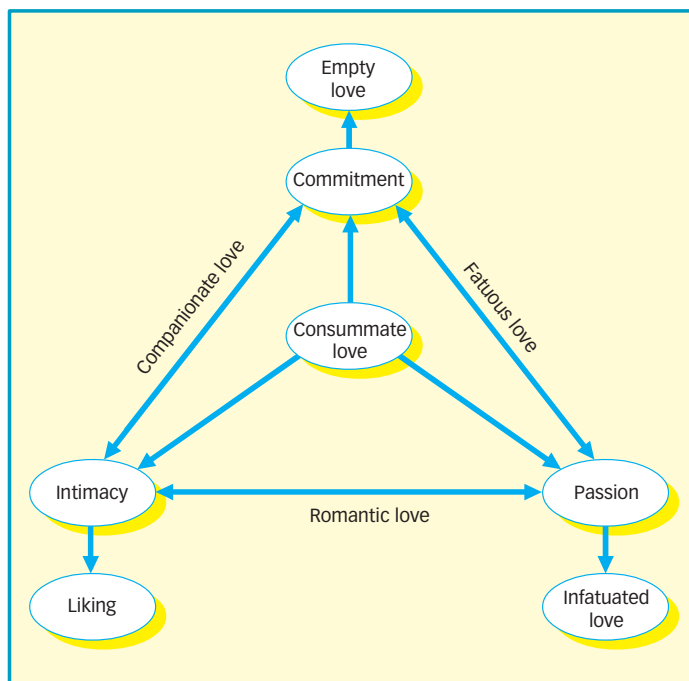 Empty
love
Commitment
Companionate love
Fatuous love
Consummate
love
Intimacy
Passion
Romantic love
Liking
Infatuated
love